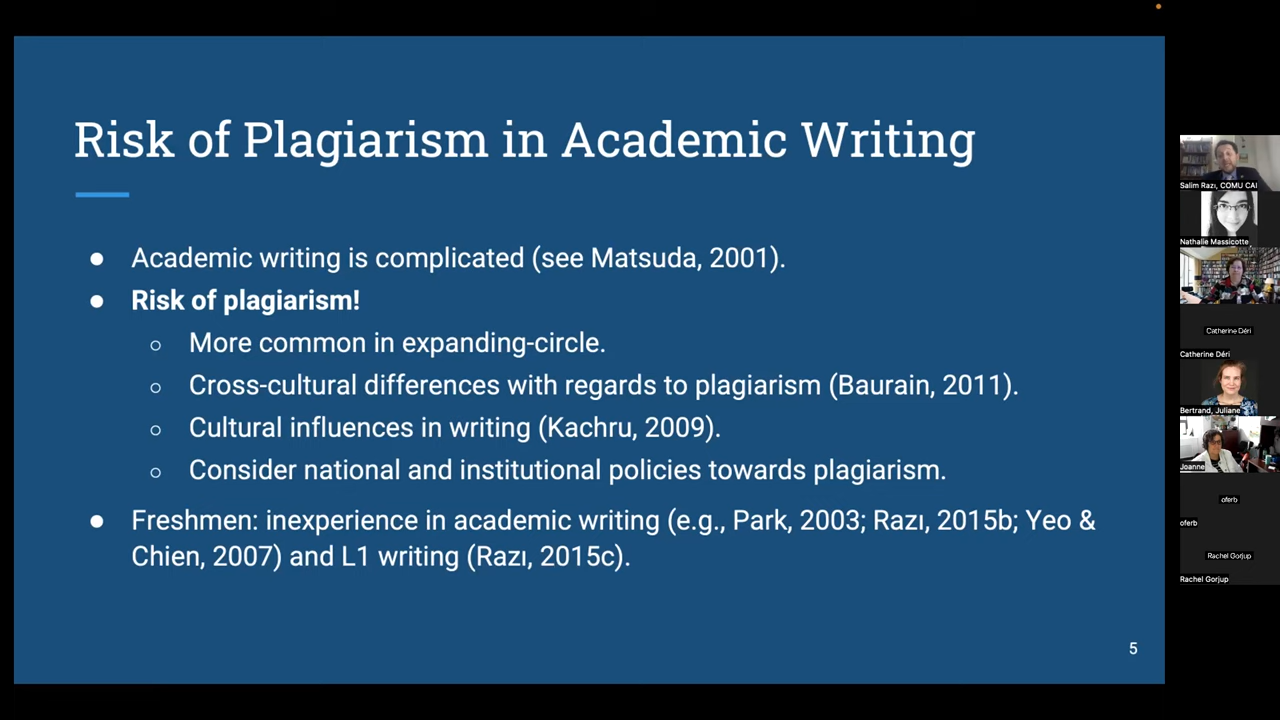 Risk of Plagiarism in Academic Writing
● Academic writing is complicated (see Matsuda, 2001).
● Risk of plagiarism!
○ More common in expanding-circle.
○ Cross-cultural differences with regards to plagiarism (Baurain, 2011).
○ Cultural influences in writing (Kachru, 2009).
○ Consider national and institutional policies towards plagiarism.
● Freshmen: inexperience in academic writing (e.g., Park, 2003; Razı, 2015b; Yeo &
Chien, 2007) and L1 writing (Razı, 2015c).
5
Salim Razı, COMU CAI
Nathalie Massicotte
Catherine Déri
Catherine Déri
Bertrand, Juliane
Joanne
oferb
oferb
Rachel Gorjup
Rachel Gorjup